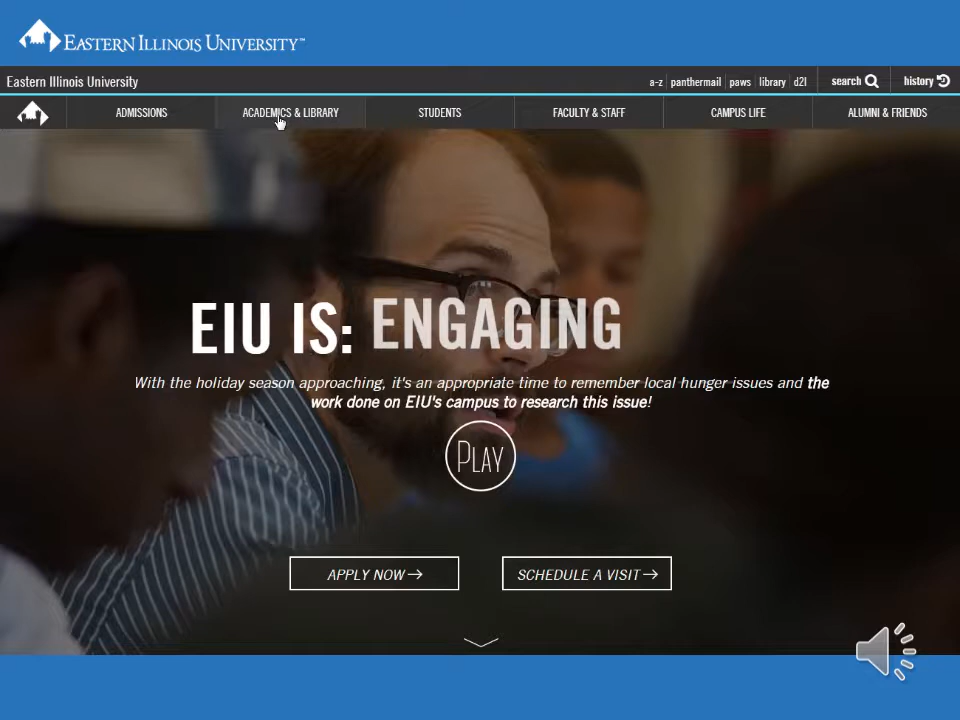 EASTERN ILLINOIS UNIVERSITY™
Eastern Illinois University
a-z panthermail paws library d2l search history
ADMISSIONS ACADEMICS & LIBRARY STUDENTS FACULTY & STAFF CAMPUS LIFE ALUMNI & FRIENDS
EIU IS: ENGAGING
With the holiday season approaching, it's an appropriate time to remember local hunger issues and the
work done on EIU's campus to research this issue!
PLAY
APPLY NOW→ SCHEDULE A VISIT→